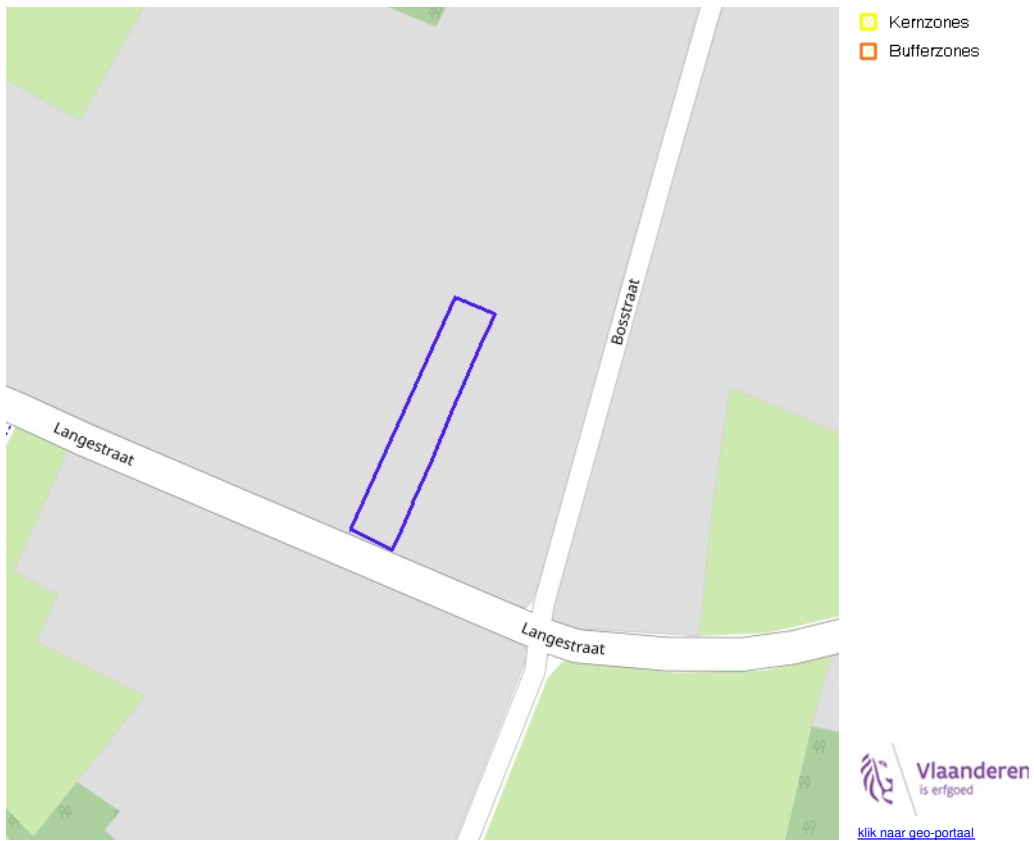 Kernzones
Bufferzones
Bosstraat
Langestraat
Langestraat
Vlaanderen
is erfgoed
klik naar geo-portaal